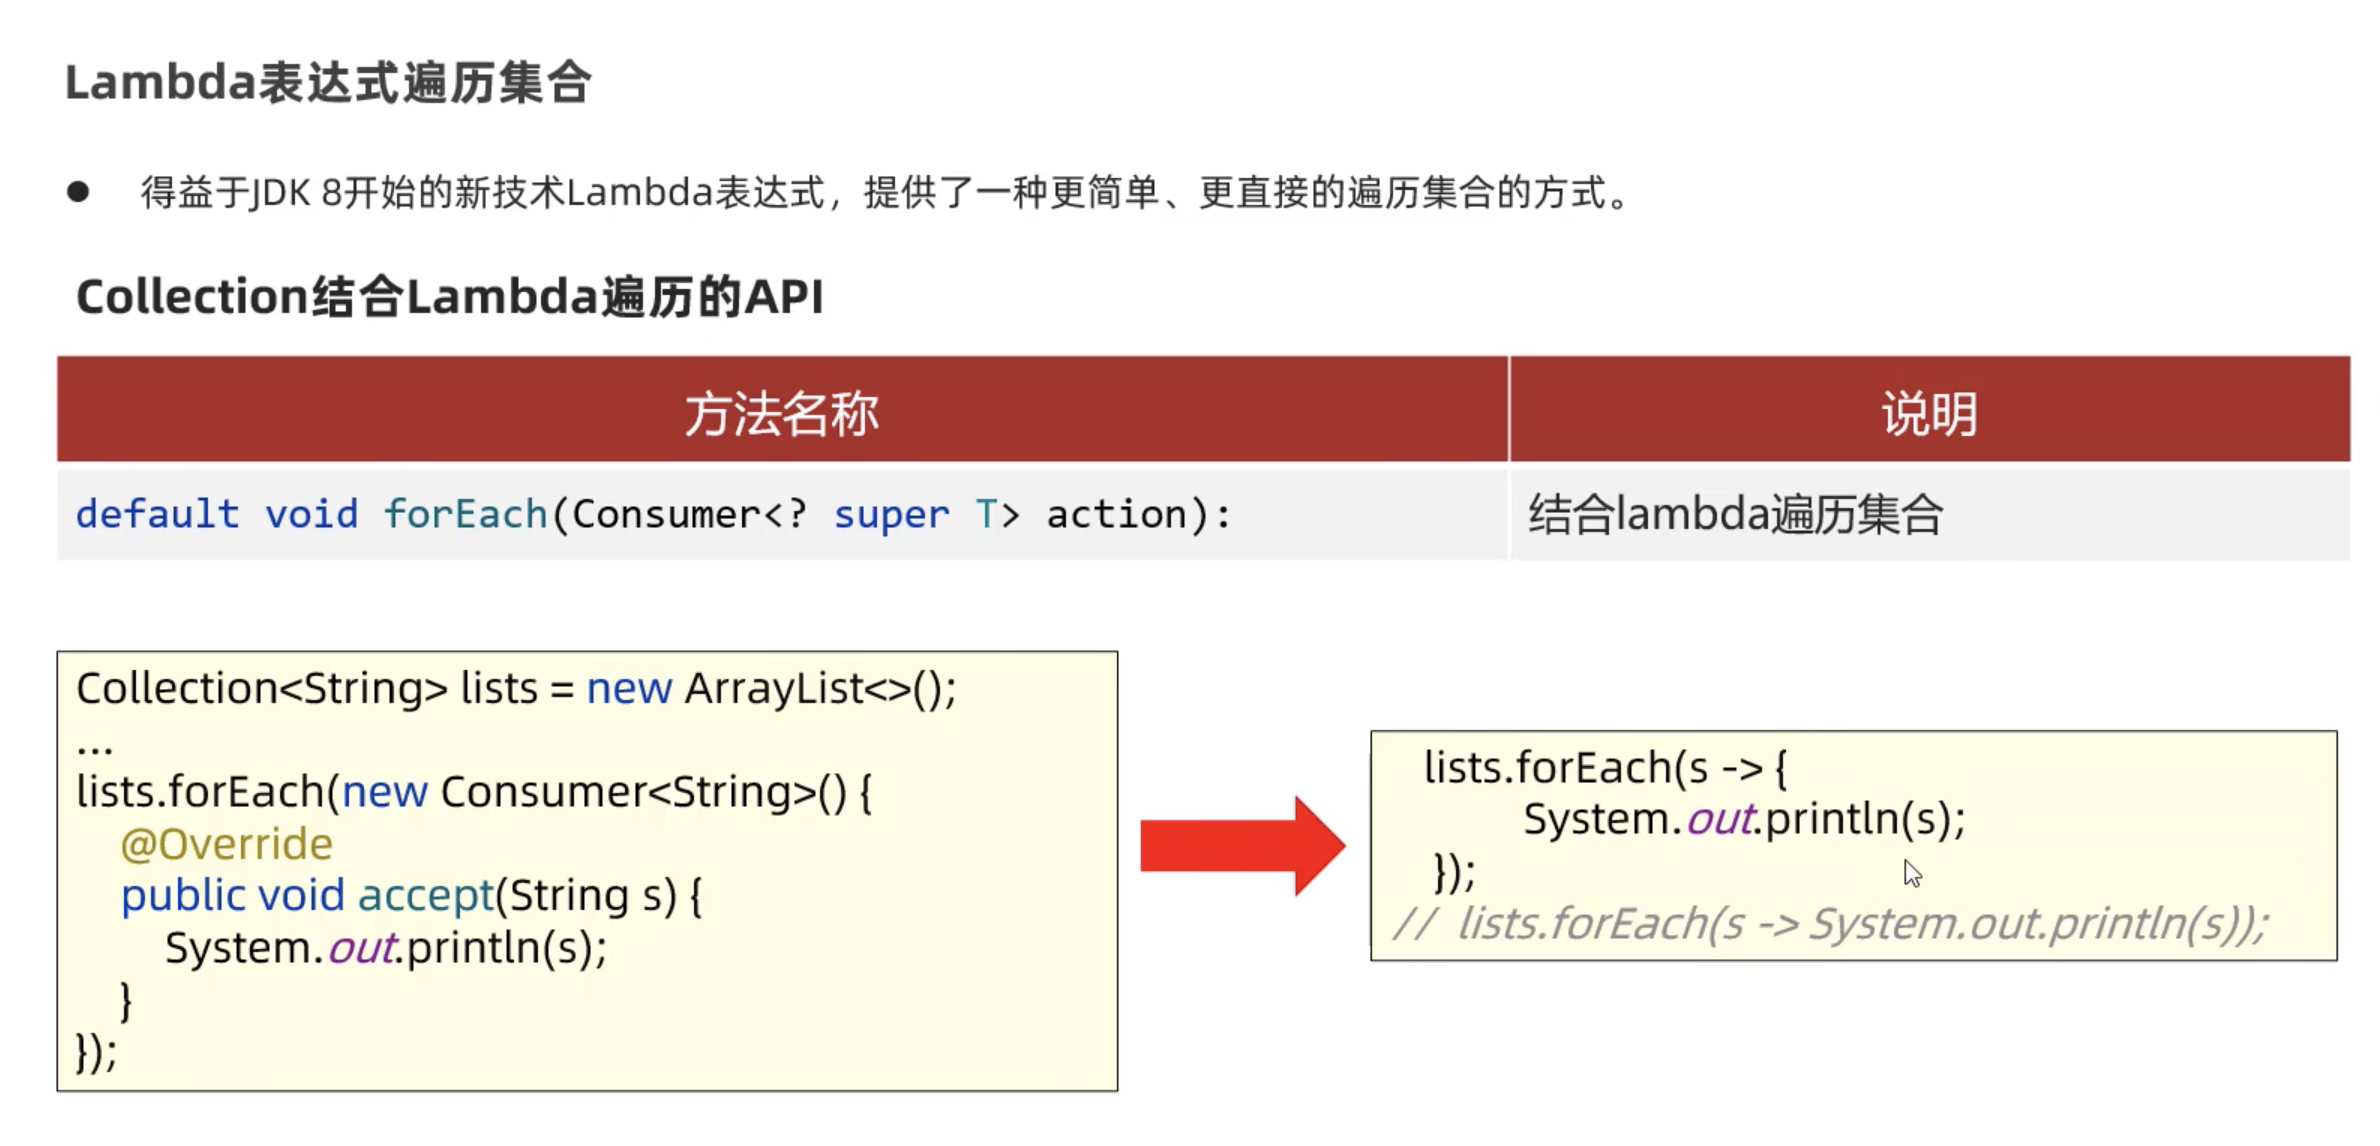 Lambda表达式遍历集合
● 得益于JDK 8开始的新技术Lambda表达式，提供了一种更简单、更直接的遍历集合的方式。
Collection结合Lambda遍历的API
方法名称 说明
default void forEach(Consumer<? super T> action): 结合lambda遍历集合
Collection<String> lists = new ArrayList<>();
...
lists.forEach(new Consumer<String>() {
@Override
public void accept(String s) {
System.out.println(s);
}
});
lists.forEach(s -> {
System.out.println(s);
});
// lists.forEach(s -> System.out.println(s));